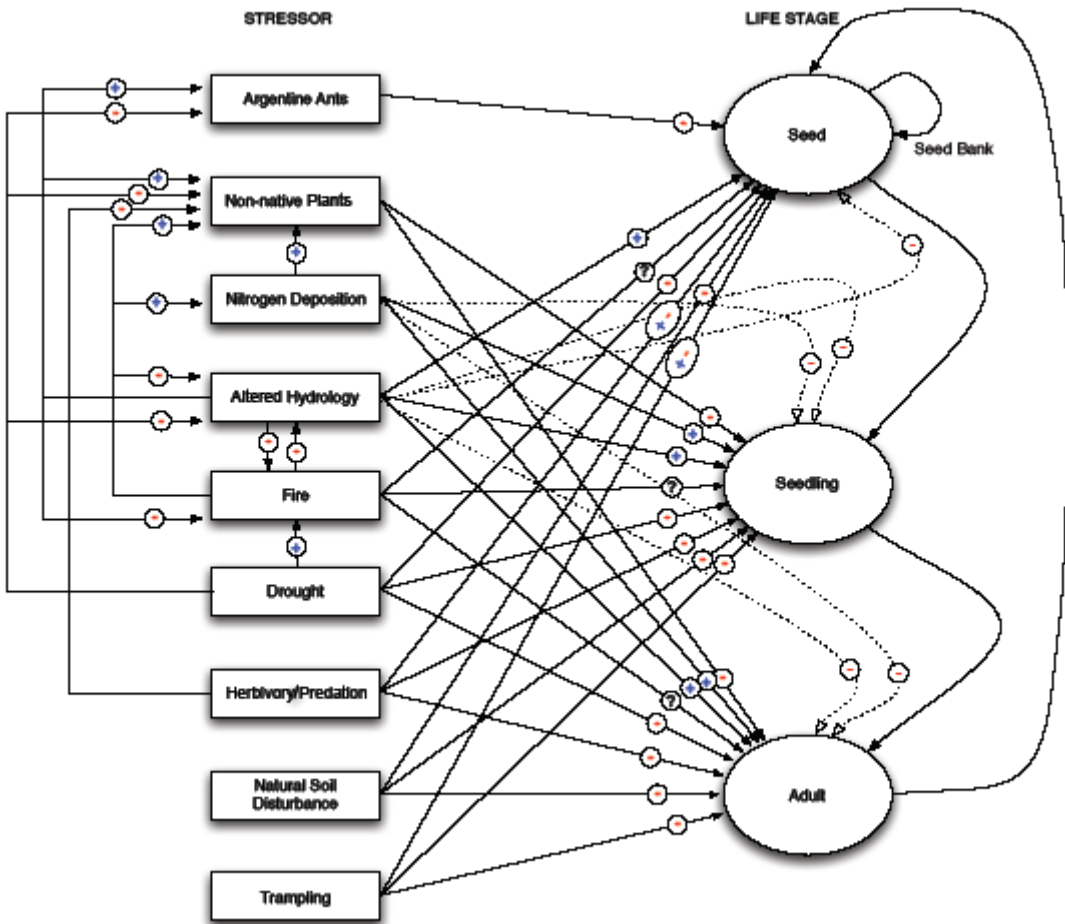 STRESSOR
LIFE STAGE
Argentine Ants
Seed
Seed Bank
Non-native Plants
Nitrogen Deposition
Altered Hydrology
Seedling
Fire
Drought
Herbivory/Predation
Natural Soil
Disturbance
Adult
Trampling
+
-
-
+
-
-
+
+
+
+
?
-
-
-
+ -
+ -
-
-
-
-
+
-
+
-
-
-
?
-
+
-
-
-
-
-
-
-
+
+
?
-
-
-
-